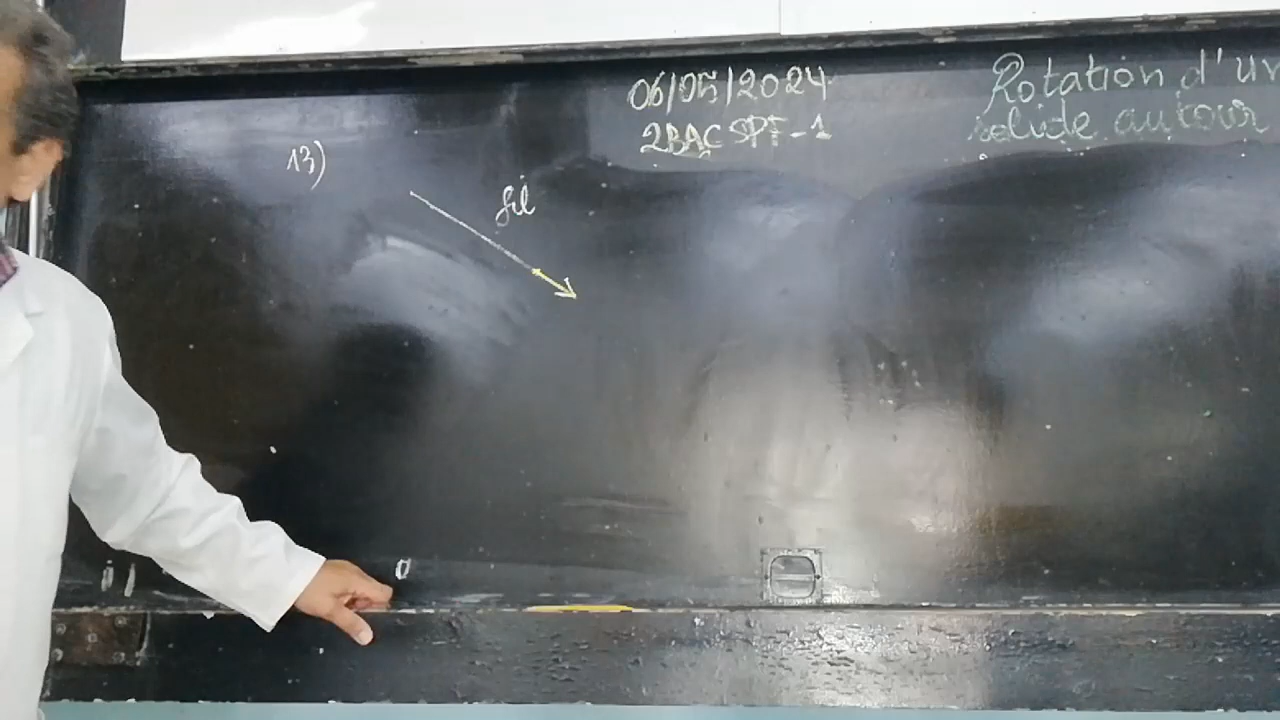 06/05/2024
2BAC SPF-1
Rotation d'un
solide autour
13)
fil